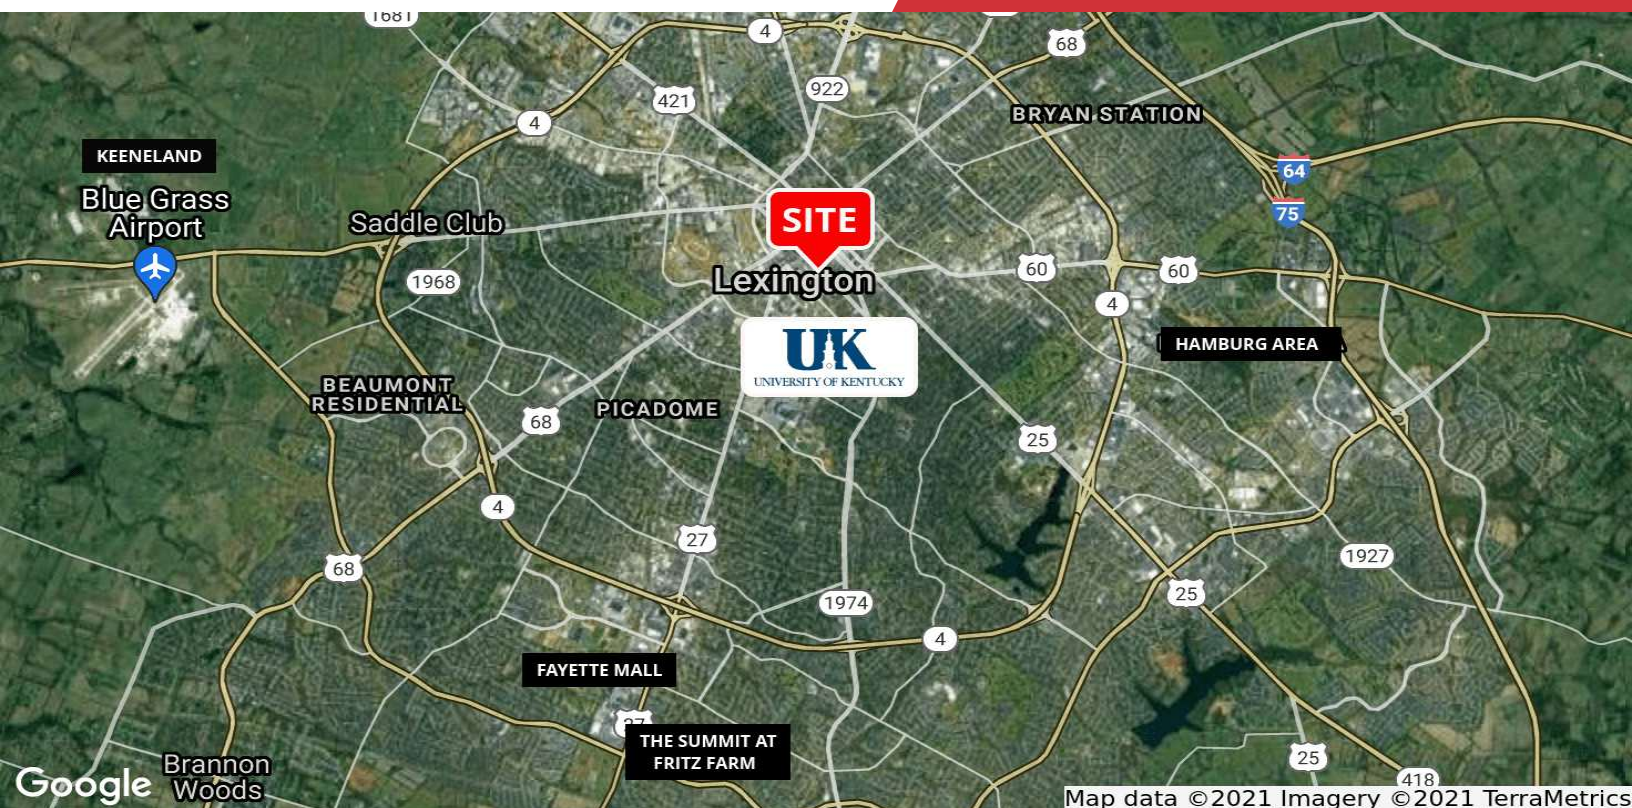 1681
4
68
922
421
4
BRYAN STATION
KEENELAND
64
Blue Grass
Airport
75
SITE
Saddle Club
60
60
1968
Lexington
4
UK
UNIVERSITY OF KENTUCKY
HAMBURG AREA
BEAUMONT
RESIDENTIAL
PICADOME
68
25
4
27
1927
68
25
1974
4
FAYETTE MALL
27
THE SUMMIT AT
FRITZ FARM
25
Brannon
Woods
418
Google
Map data ©2021 Imagery ©2021 TerraMetrics